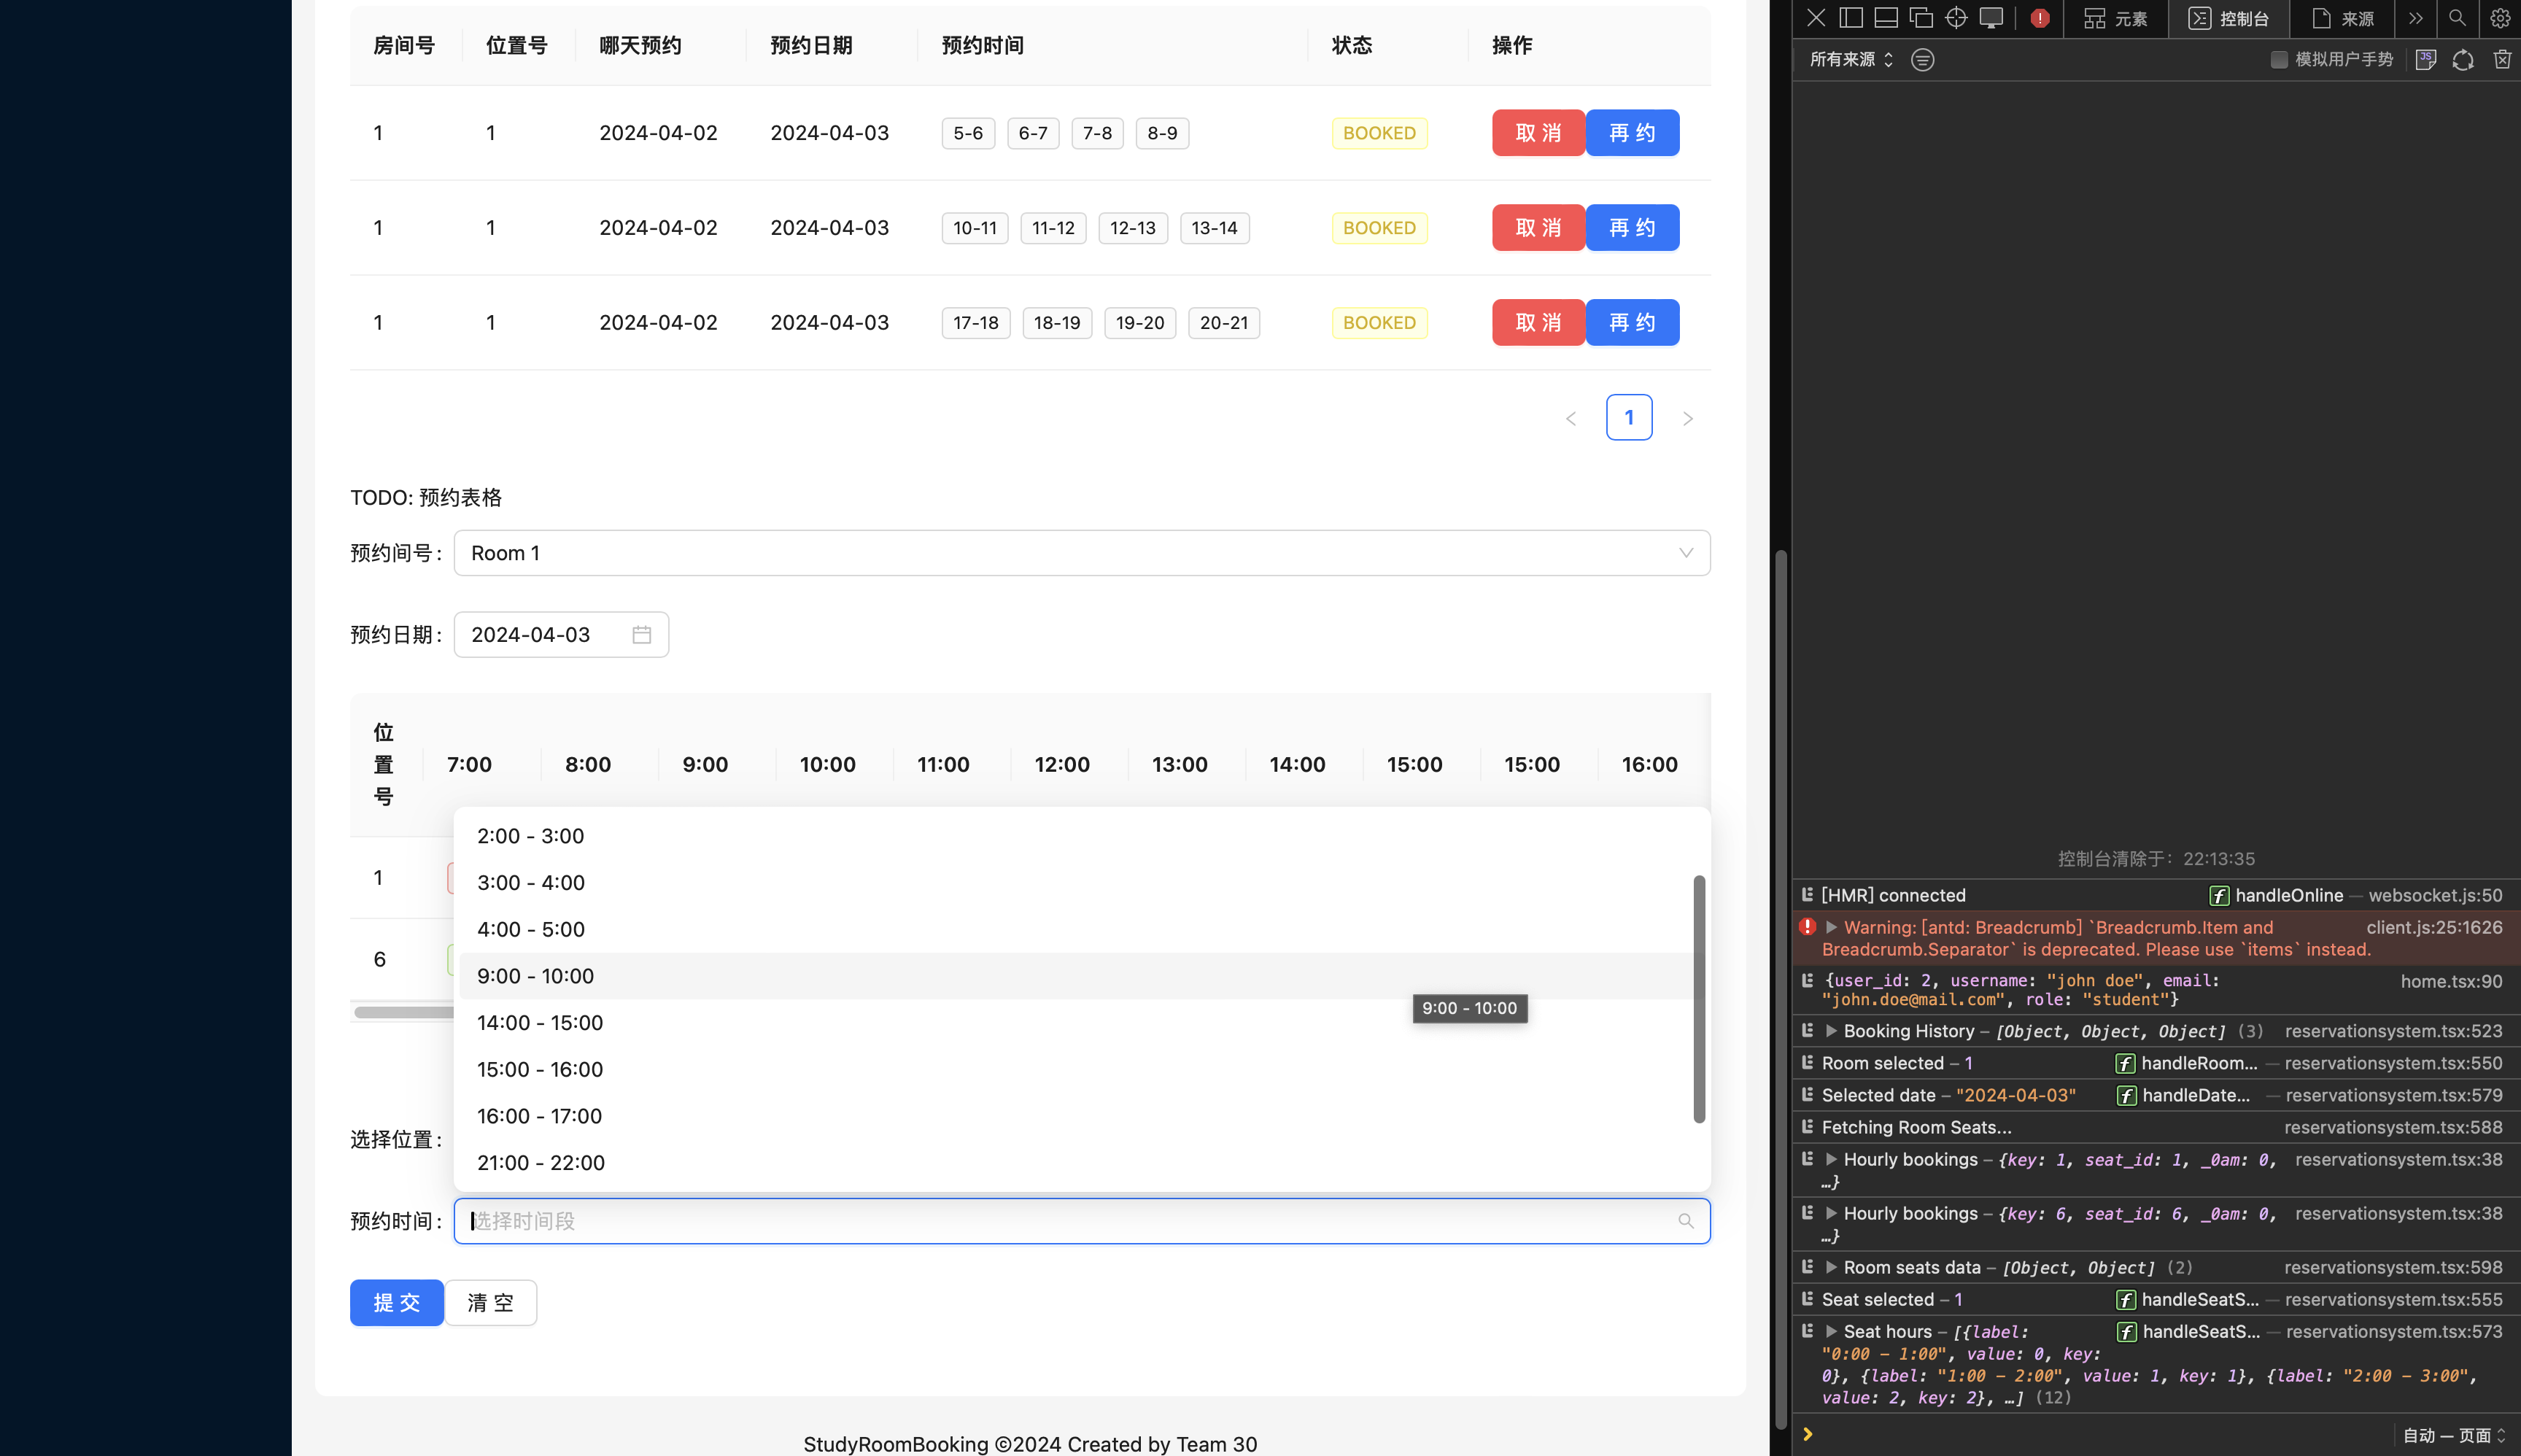 房间号 位置号 哪天预约 预约日期 预约时间 状态 操作
1 1 2024-04-02 2024-04-03 5-6 6-7 7-8 8-9 BOOKED 取 消 再 约
1 1 2024-04-02 2024-04-03 10-11 11-12 12-13 13-14 BOOKED 取 消 再 约
1 1 2024-04-02 2024-04-03 17-18 18-19 19-20 20-21 BOOKED 取 消 再 约
1
TODO: 预约表格
预约间号: Room 1
预约日期: 2024-04-03
位置号 7:00 8:00 9:00 10:00 11:00 12:00 13:00 14:00 15:00 15:00 16:00
1
6
2:00 - 3:00
3:00 - 4:00
4:00 - 5:00
9:00 - 10:00
9:00 - 10:00
14:00 - 15:00
15:00 - 16:00
16:00 - 17:00
21:00 - 22:00
选择位置:
预约时间: 选择时间段
提 交 清 空
StudyRoomBooking ©2024 Created by Team 30
元素 控制台 来源
所有来源 模拟用户手势 JS
控制台清除于: 22:13:35
[HMR] connected f handleOnline — websocket.js:50
Warning: [antd: Breadcrumb] `Breadcrumb.Item and client.js:25:1626
Breadcrumb.Separator` is deprecated. Please use `items` instead.
{user_id: 2, username: "john doe", email: home.tsx:90
"john.doe@mail.com", role: "student"}
Booking History – [Object, Object, Object] (3) reservationsystem.tsx:523
Room selected – 1 f handleRoom... — reservationsystem.tsx:550
Selected date – "2024-04-03" f handleDate... — reservationsystem.tsx:579
Fetching Room Seats... reservationsystem.tsx:588
Hourly bookings – {key: 1, seat_id: 1, _0am: 0, reservationsystem.tsx:38
…}
Hourly bookings – {key: 6, seat_id: 6, _0am: 0, reservationsystem.tsx:38
…}
Room seats data – [Object, Object] (2) reservationsystem.tsx:598
Seat selected – 1 f handleSeatS... — reservationsystem.tsx:555
Seat hours – [{label: f handleSeatS... — reservationsystem.tsx:573
"0:00 – 1:00", value: 0, key:
0}, {label: "1:00 – 2:00", value: 1, key: 1}, {label: "2:00 – 3:00",
value: 2, key: 2}, …] (12)
自动 — 页面